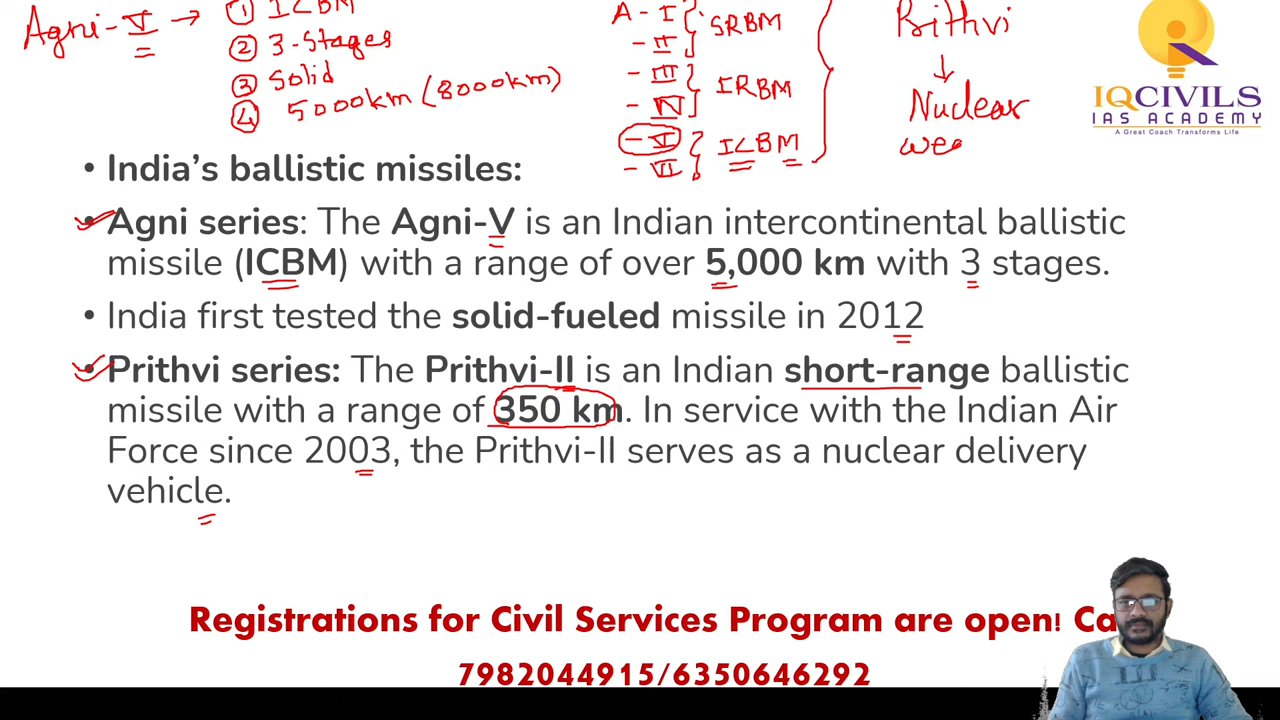 Agni-V → ① ICBM
② 3-Stages
③ Solid
④ 5000km (8000km)
A - I
- II
SRBM
- III
- IV
IRBM
- V
- VI
ICBM
Prithvi
↓
Nuclear
wea
IQCIVILS
IAS ACADEMY
A Great Coach Transforms Life
• India's ballistic missiles:
• Agni series: The Agni-V is an Indian intercontinental ballistic
missile (ICBM) with a range of over 5,000 km with 3 stages.
• India first tested the solid-fueled missile in 2012
• Prithvi series: The Prithvi-II is an Indian short-range ballistic
missile with a range of 350 km. In service with the Indian Air
Force since 2003, the Prithvi-II serves as a nuclear delivery
vehicle.
Registrations for Civil Services Program are open! Ca
7982044915/6350646292